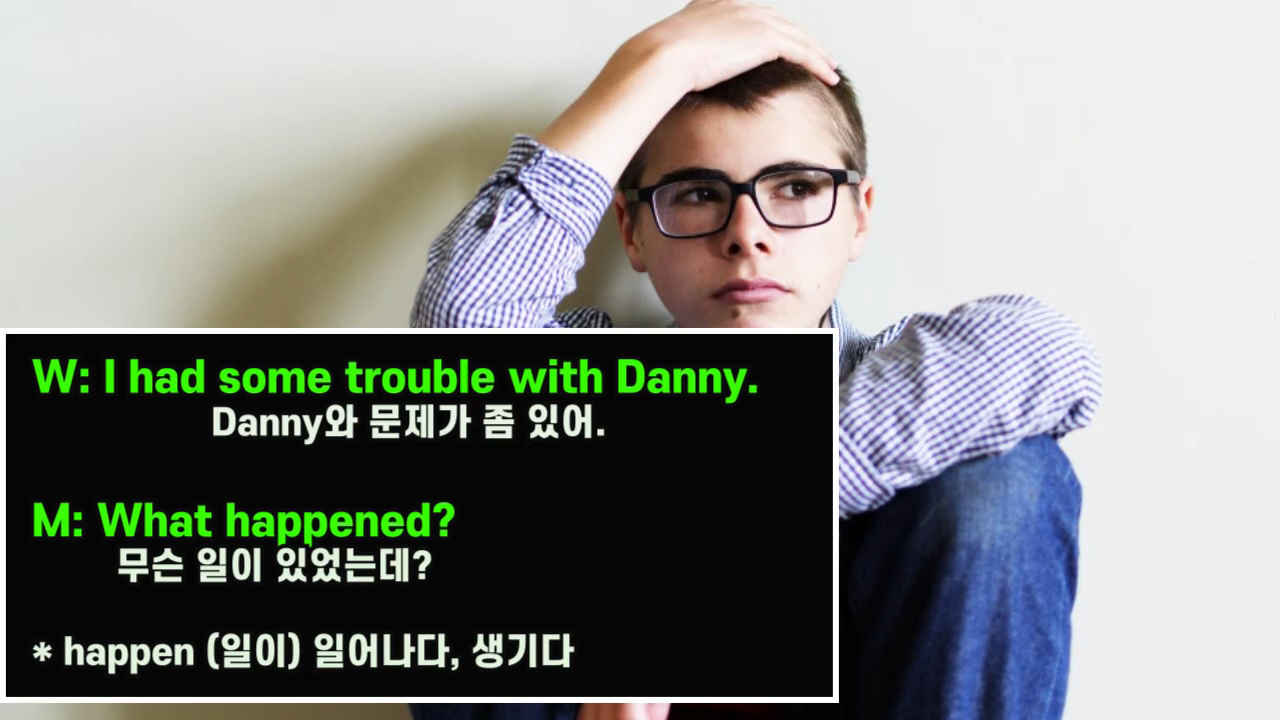 W: I had some trouble with Danny.
Danny와 문제가 좀 있어.
M: What happened?
무슨 일이 있었는데?
* happen (일이) 일어나다, 생기다